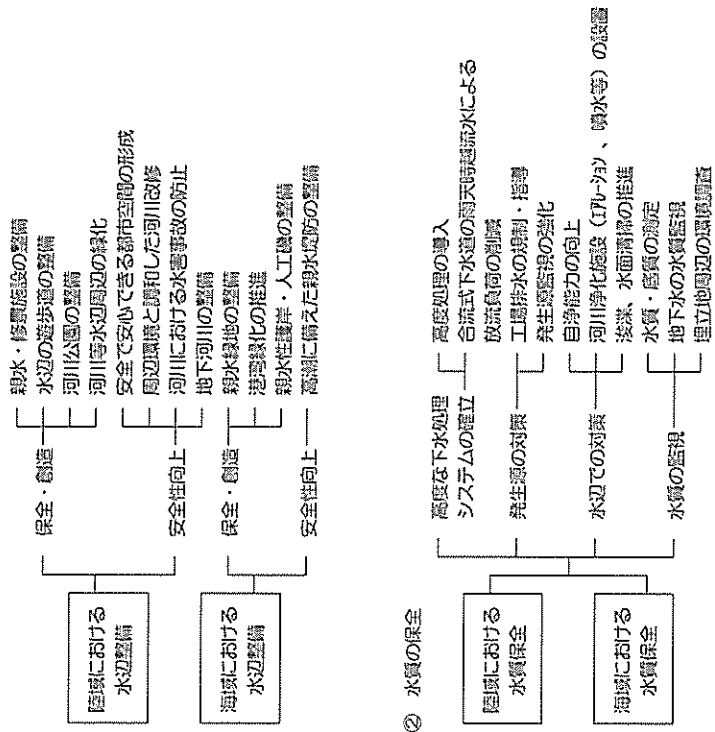 陸域における
水辺整備
保全・創造
親水・修景施設の整備
水辺の遊歩道の整備
河川公園の整備
河川等水辺周辺の緑化
安全性向上
安全で安心できる都市空間の形成
周辺環境と調和した河川改修
河川における水害事故の防止
地下河川の整備
海域における
水辺整備
保全・創造
親水緑地の整備
港湾緑化の推進
親水性護岸・人工磯の整備
安全性向上
高潮に備えた親水堤防の整備
② 水質の保全
陸域における
水質保全
海域における
水質保全
高度な下水処理
システムの確立
高度処理の導入
合流式下水道の雨天時越流水による
放流負荷の削減
発生源の対策
工場排水の規制・指導
発生源監視の強化
水辺での対策
自浄能力の向上
河川浄化施設(エアレーション、噴水等)の設置
浚渫、水面清掃の推進
水質の監視
水質・底質の測定
地下水の水質監視
埋立地周辺の環境調査